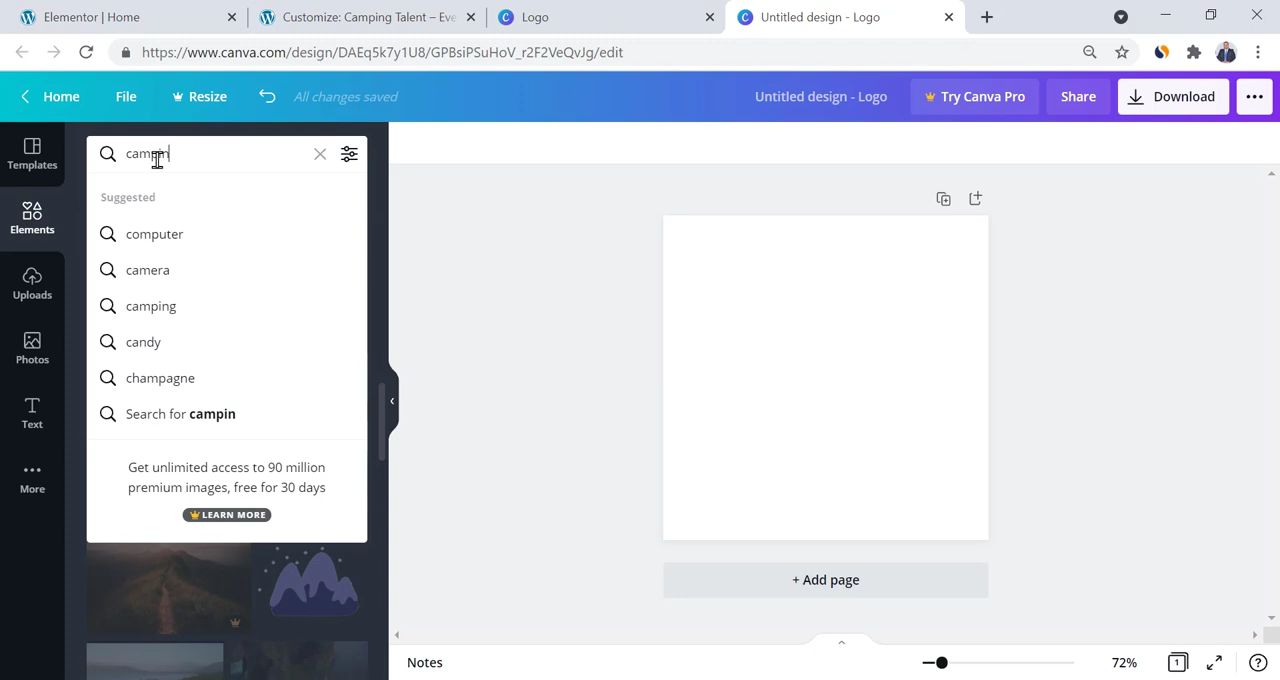 Elementor | Home
Customize: Camping Talent – Eve
Logo
Untitled design - Logo
https://www.canva.com/design/DAEq5k7y1U8/GPBsiPSuHoV_r2F2VeQvJg/edit
Home
File
Resize
All changes saved
Untitled design - Logo
Try Canva Pro
Share
Download
Templates
Elements
Uploads
Photos
Text
More
campin
Suggested
computer
camera
camping
candy
champagne
Search for campin
Get unlimited access to 90 million
premium images, free for 30 days
LEARN MORE
+ Add page
Notes
72%
1